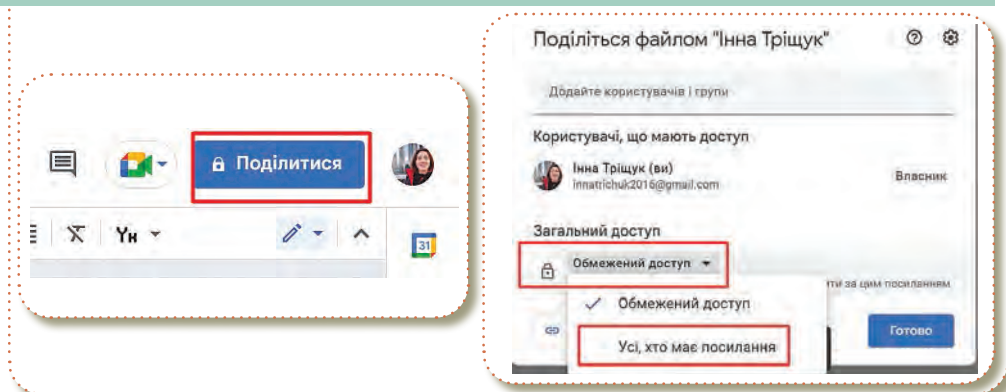 Поділитися
Yн
31
Поділіться файлом "Інна Тріщук"
Додайте користувачів і групи
Користувачі, що мають доступ
Інна Тріщук (ви)
innatrichuk2016@gmail.com
Власник
Загальний доступ
Обмежений доступ
ити за цим посиланням
Обмежений доступ
Усі, хто має посилання
Готово